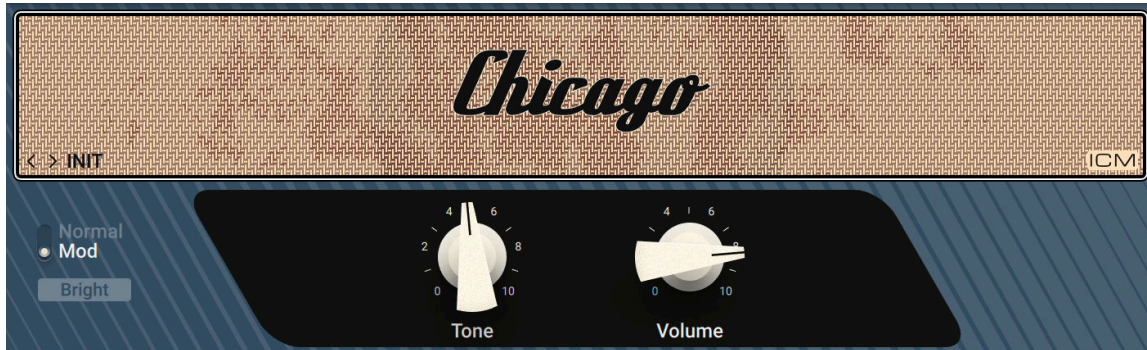 Chicago
< > INIT
ICM
Normal
Mod
Bright
4 6
2 8
0 10
Tone
4 6
8
0 10
Volume